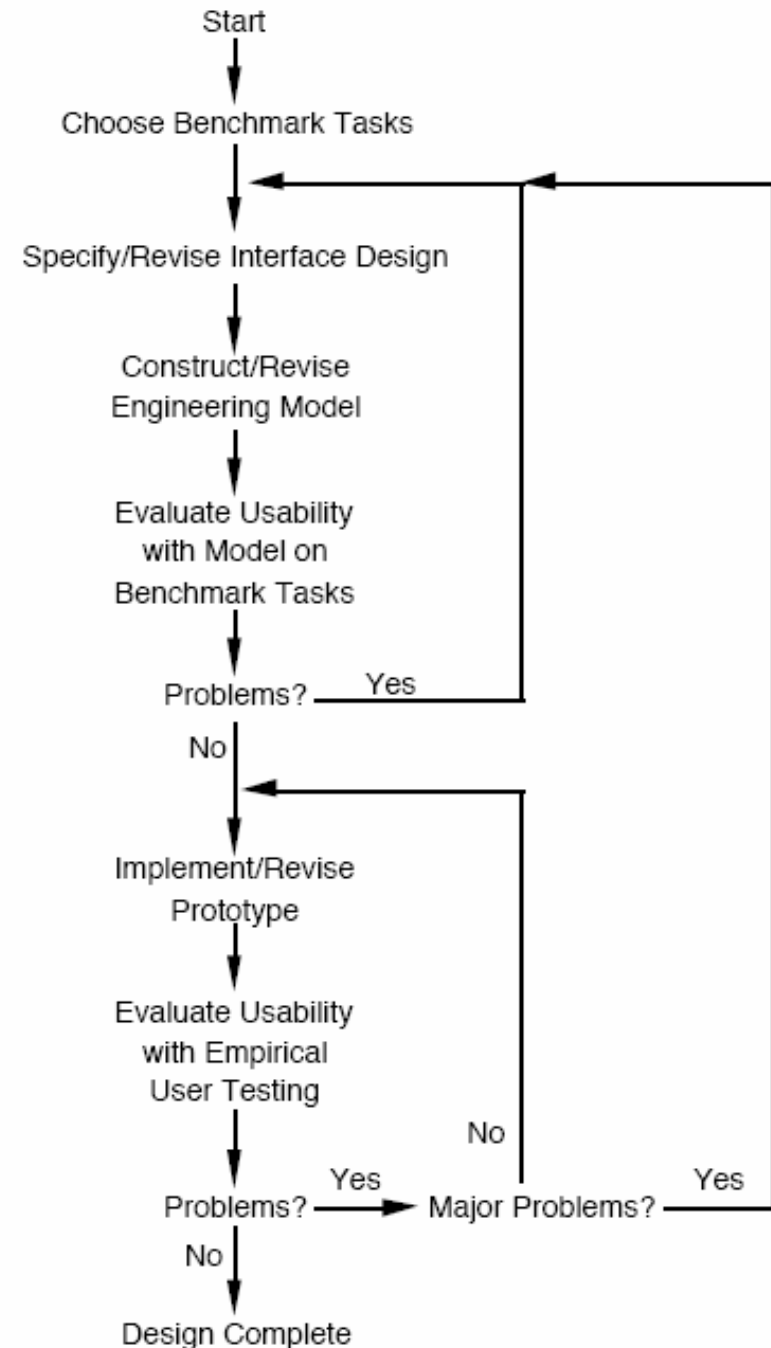 Start
Choose Benchmark Tasks
Specify/Revise Interface Design
Construct/Revise
Engineering Model
Evaluate Usability
with Model on
Benchmark Tasks
Problems?
Yes
No
Implement/Revise
Prototype
Evaluate Usability
with Empirical
User Testing
No
Problems?
Yes
Major Problems?
Yes
No
Design Complete